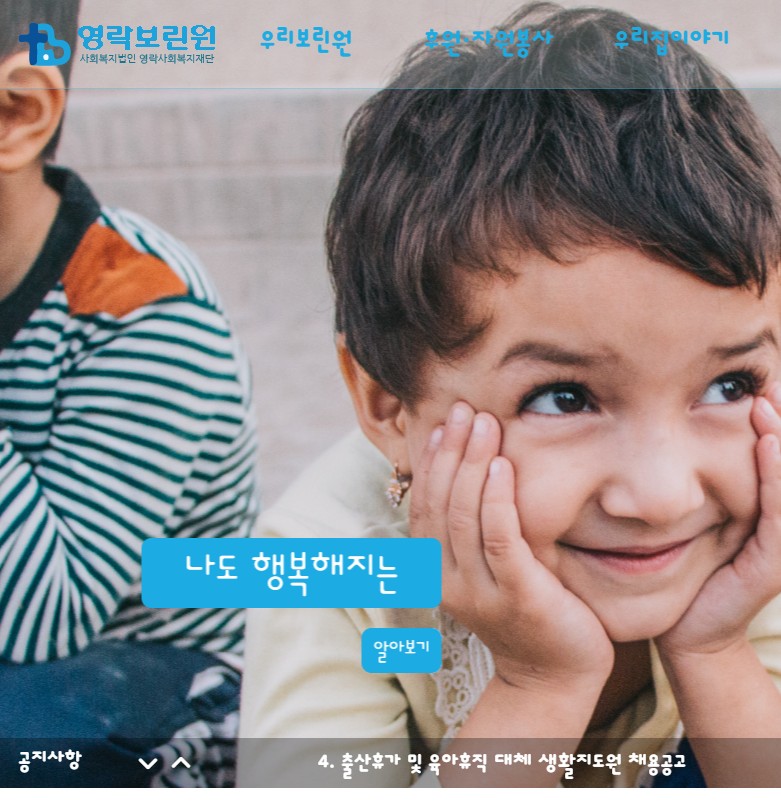 영락보린원
사회복지법인 영락사회복지재단
우리보린원
후원·자원봉사
우리집이야기
나도 행복해지는
알아보기
공지사항
4. 출산휴가 및 육아휴직 대체 생활지도원 채용공고